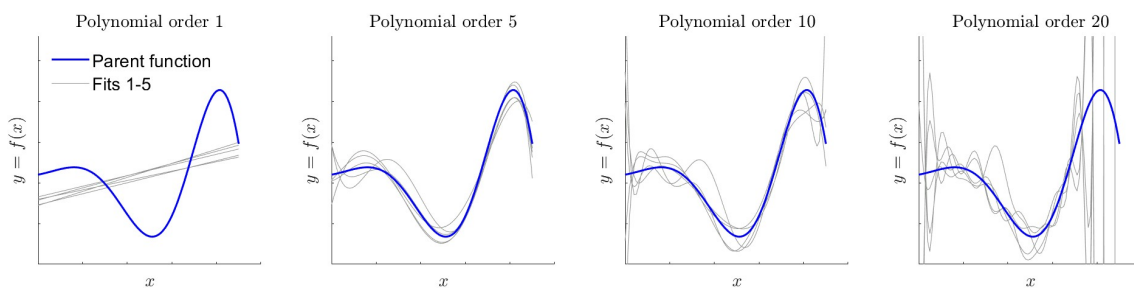 Polynomial order 1
Parent function
Fits 1-5
y = f(x)
x
Polynomial order 5
y = f(x)
x
Polynomial order 10
y = f(x)
x
Polynomial order 20
y = f(x)
x